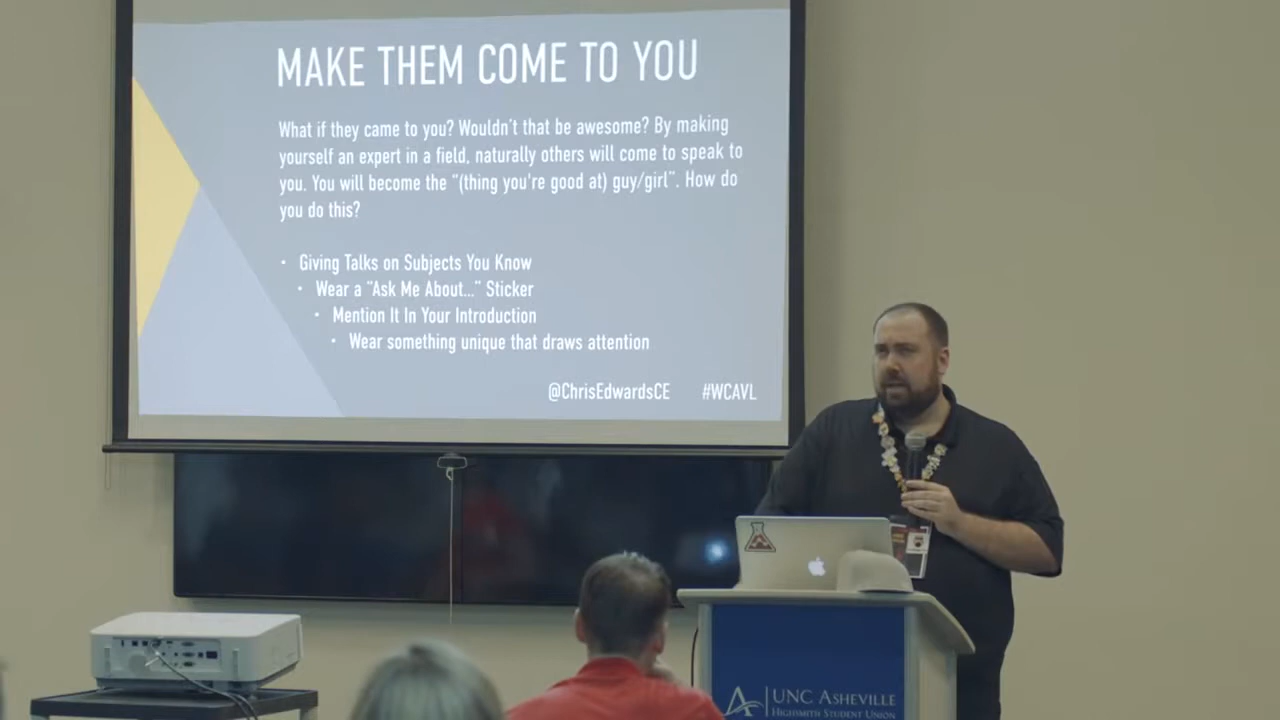 MAKE THEM COME TO YOU
What if they came to you? Wouldn't that be awesome? By making
yourself an expert in a field, naturally others will come to speak to
you. You will become the "(thing you're good at) guy/girl". How do
you do this?
• Giving Talks on Subjects You Know
• Wear a "Ask Me About..." Sticker
• Mention It In Your Introduction
• Wear something unique that draws attention
@ChrisEdwardsCE #WCAVL
UNC ASHEVILLE
HIGHSMITH STUDENT UNION